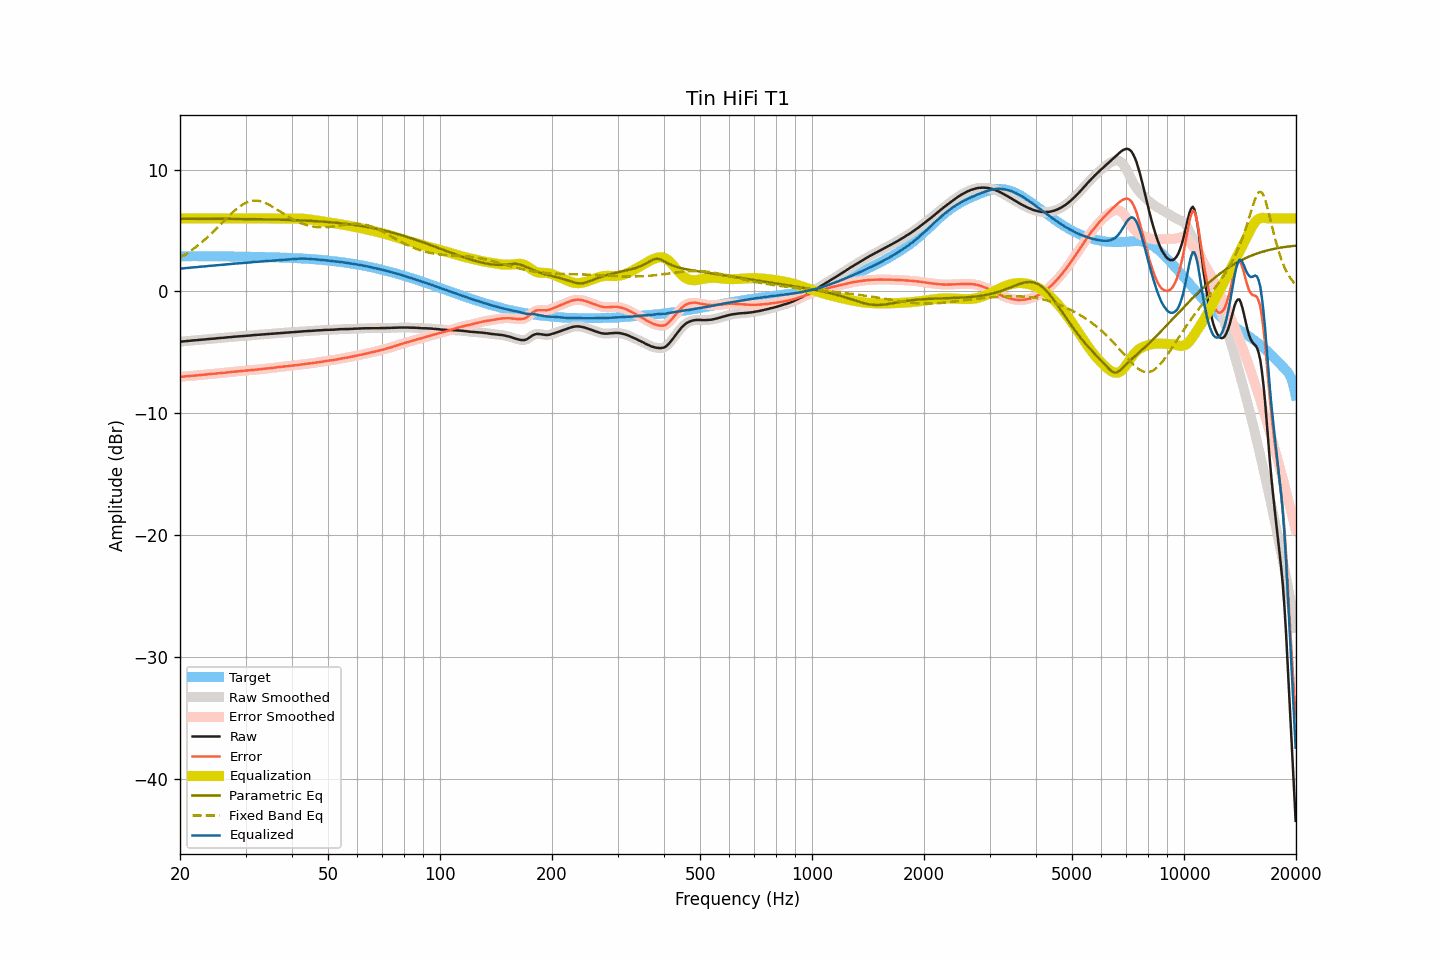 Tin HiFi T1
Amplitude (dBr)
10
0
−10
−20
−30
−40
Target
Raw Smoothed
Error Smoothed
Raw
Error
Equalization
Parametric Eq
Fixed Band Eq
Equalized
20 50 100 200 500 1000 2000 5000 10000 20000
Frequency (Hz)